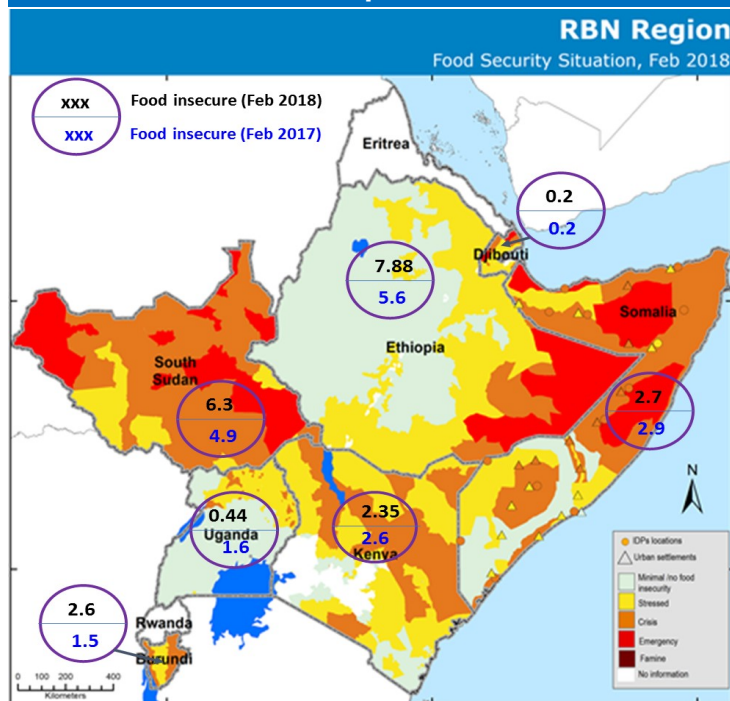 RBN Region
Food Security Situation, Feb 2018
xxx Food insecure (Feb 2018)
xxx Food insecure (Feb 2017)
Eritrea
0.2
0.2
Djibouti
7.88
5.6
Somalia
Ethiopia
South
Sudan
6.3
4.9
2.7
2.9
N
0.44
Uganda
1.6
2.35
2.6
Kenya
2.6
1.5
Rwanda
Burundi
IDPs locations
Urban settlements
Minimal /no food
insecurity
Stressed
Crisis
Emergency
Famine
No information
0 100 200 400
Kilometers